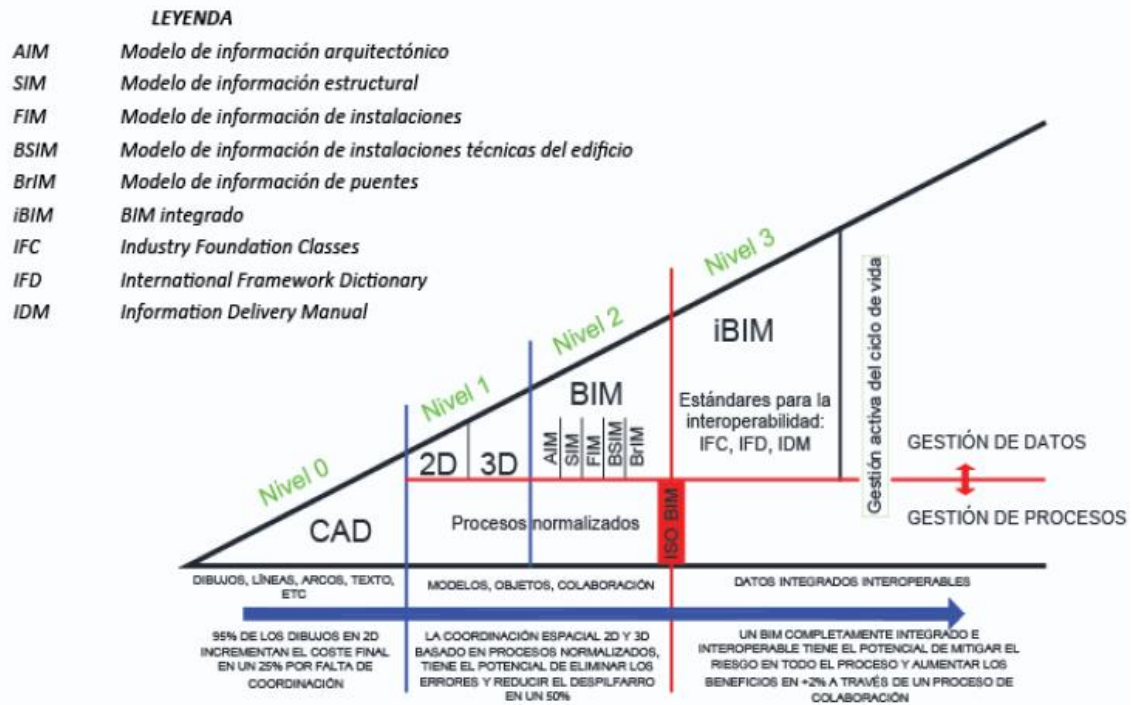 LEYENDA
AIM Modelo de información arquitectónico
SIM Modelo de información estructural
FIM Modelo de información de instalaciones
BSIM Modelo de información de instalaciones técnicas del edificio
BrIM Modelo de información de puentes
iBIM BIM integrado
IFC Industry Foundation Classes
IFD International Framework Dictionary
IDM Information Delivery Manual
Nivel 0
Nivel 1
Nivel 2
Nivel 3
CAD
2D
3D
BIM
AIM
SIM
FIM
BSIM
BrIM
iBIM
Estándares para la
interoperabilidad:
IFC, IFD, IDM
Gestión activa del ciclo de vida
GESTIÓN DE DATOS
GESTIÓN DE PROCESOS
Procesos normalizados
ISO BIM
DIBUJOS, LÍNEAS, ARCOS, TEXTO,
ETC
MODELOS, OBJETOS, COLABORACIÓN
DATOS INTEGRADOS INTEROPERABLES
95% DE LOS DIBUJOS EN 2D
INCREMENTAN EL COSTE FINAL
EN UN 25% POR FALTA DE
COORDINACIÓN
LA COORDINACIÓN ESPACIAL 2D Y 3D
BASADO EN PROCESOS NORMALIZADOS,
TIENE EL POTENCIAL DE ELIMINAR LOS
ERRORES Y REDUCIR EL DESPILFARRO
EN UN 50%
UN BIM COMPLETAMENTE INTEGRADO E
INTEROPERABLE TIENE EL POTENCIAL DE MITIGAR EL
RIESGO EN TODO EL PROCESO Y AUMENTAR LOS
BENEFICIOS EN +2% A TRAVÉS DE UN PROCESO DE
COLABORACIÓN